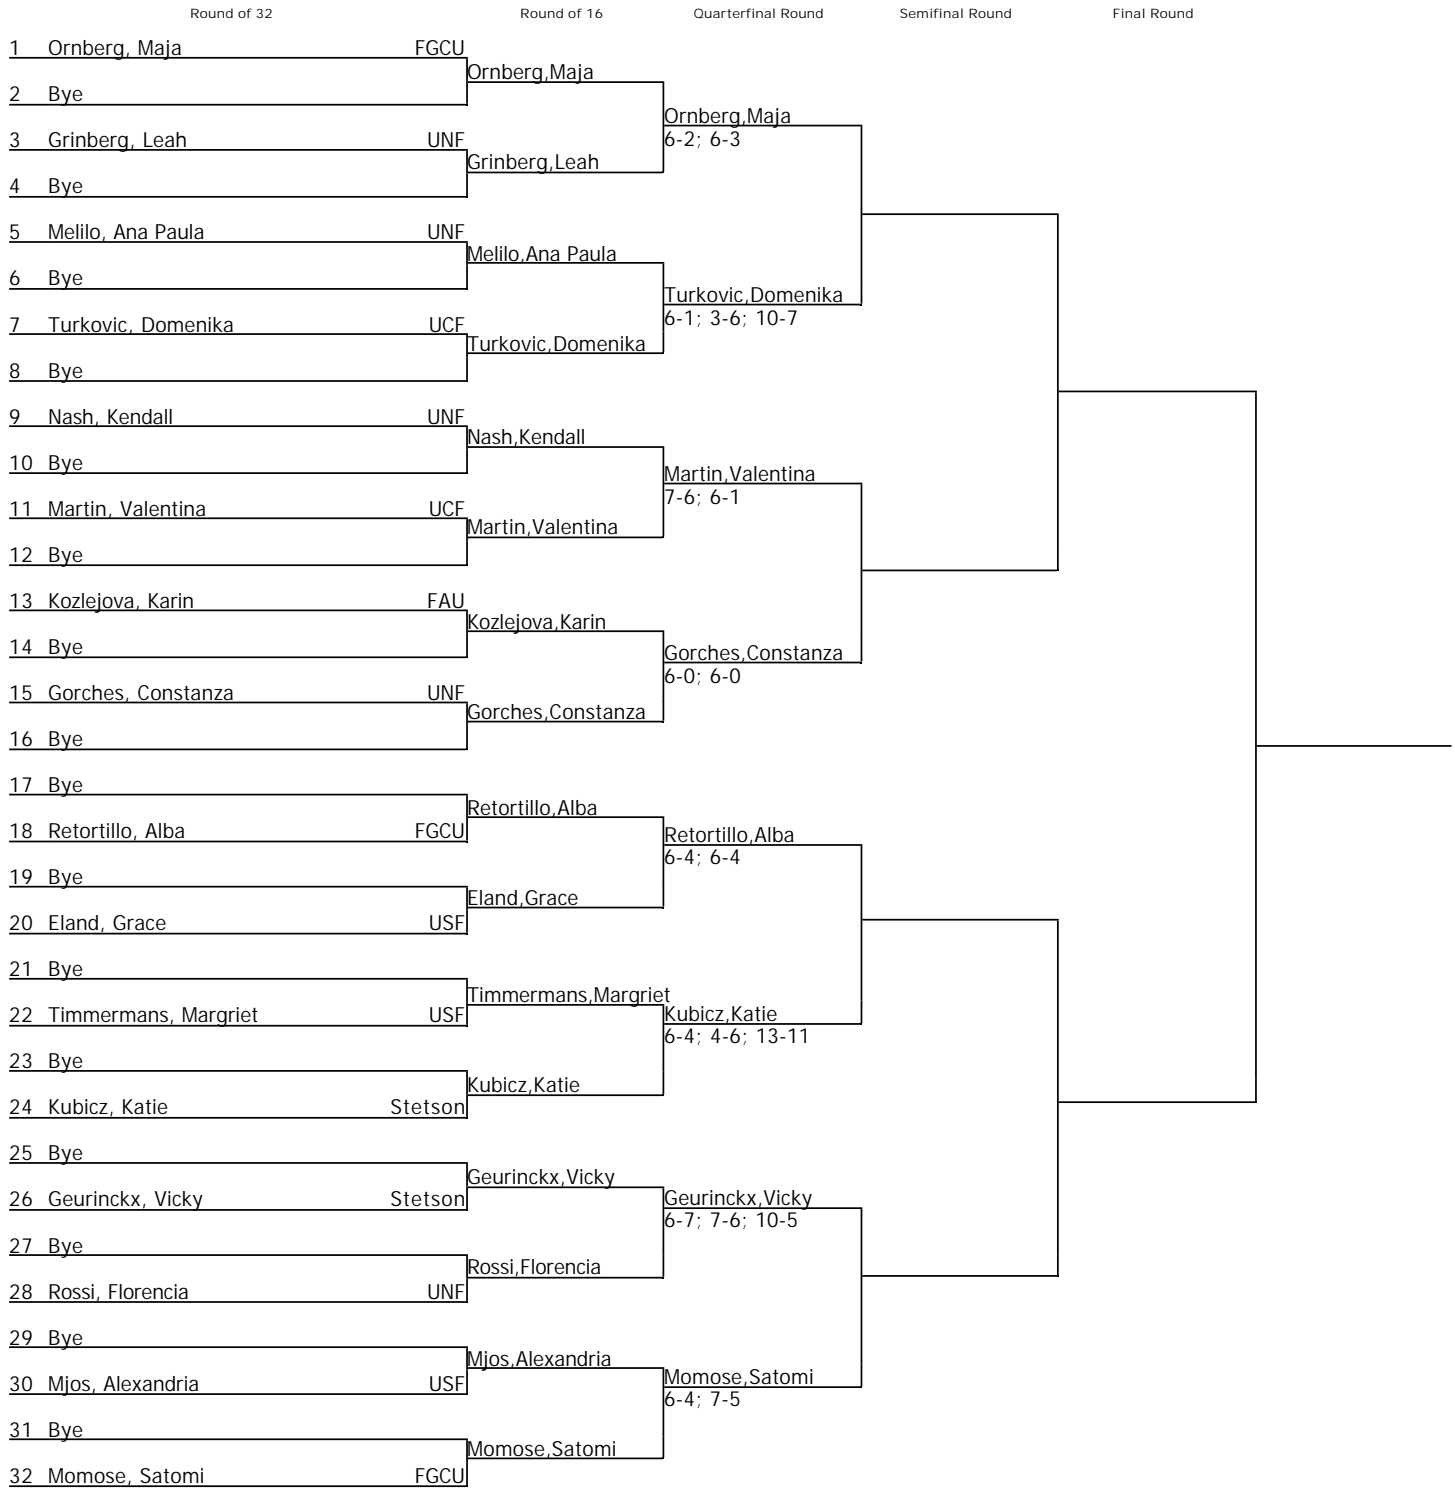 Round of 32 Round of 16 Quarterfinal Round Semifinal Round Final Round
1 Ornberg, Maja FGCU
Ornberg,Maja
2 Bye
Ornberg,Maja
6-2; 6-3
3 Grinberg, Leah UNF
Grinberg,Leah
4 Bye
5 Melilo, Ana Paula UNF
Melilo,Ana Paula
6 Bye
Turkovic,Domenika
6-1; 3-6; 10-7
7 Turkovic, Domenika UCF
Turkovic,Domenika
8 Bye
9 Nash, Kendall UNF
Nash,Kendall
10 Bye
Martin,Valentina
7-6; 6-1
11 Martin, Valentina UCF
Martin,Valentina
12 Bye
13 Kozlejova, Karin FAU
Kozlejova,Karin
14 Bye
Gorches,Constanza
6-0; 6-0
15 Gorches, Constanza UNF
Gorches,Constanza
16 Bye
17 Bye
Retortillo,Alba
18 Retortillo, Alba FGCU
Retortillo,Alba
6-4; 6-4
19 Bye
Eland,Grace
20 Eland, Grace USF
21 Bye
Timmermans,Margriet
22 Timmermans, Margriet USF
Kubicz,Katie
6-4; 4-6; 13-11
23 Bye
Kubicz,Katie
24 Kubicz, Katie Stetson
25 Bye
Geurinckx,Vicky
26 Geurinckx, Vicky Stetson
Geurinckx,Vicky
6-7; 7-6; 10-5
27 Bye
Rossi,Florencia
28 Rossi, Florencia UNF
29 Bye
Mjos,Alexandria
30 Mjos, Alexandria USF
Momose,Satomi
6-4; 7-5
31 Bye
Momose,Satomi
32 Momose, Satomi FGCU